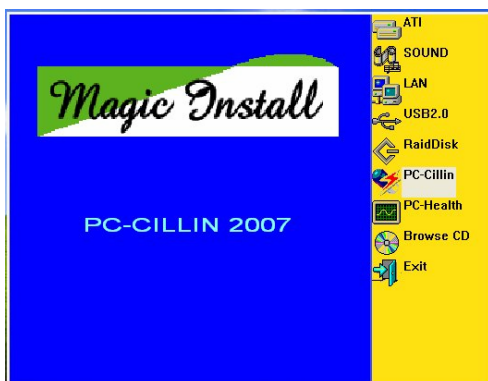 Magic Install
PC-CILLIN 2007
ATI
SOUND
LAN
USB2.0
RaidDisk
PC-Cillin
PC-Health
Browse CD
Exit